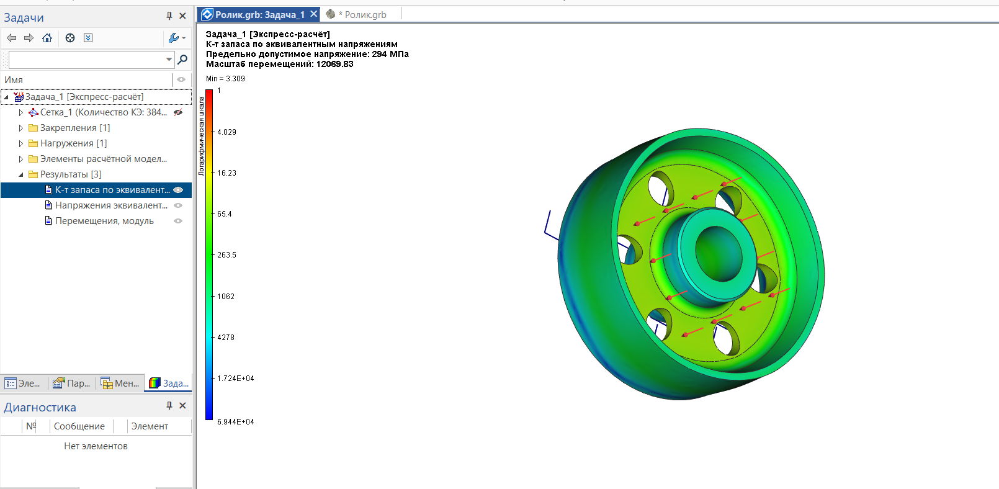 Задачи
Имя
Задача_1 [Экспресс-расчёт]
Сетка_1 (Количество КЭ: 384...
Закрепления [1]
Нагружения [1]
Элементы расчётной модел...
Результаты [3]
К-т запаса по эквивалент...
Напряжения эквивалент...
Перемещения, модуль
Эле...
Пар...
Мен...
Зада...
Диагностика
№
Сообщение
Элемент
Нет элементов
Ролик.grb: Задача_1
* Ролик.grb
Задача_1 [Экспресс-расчёт]
К-т запаса по эквивалентным напряжениям
Предельно допустимое напряжение: 294 МПа
Масштаб перемещений: 12069.83
Min = 3.309
Логарифмическая шкала
1
4.029
16.23
65.4
263.5
1062
4278
1.724E+04
6.944E+04